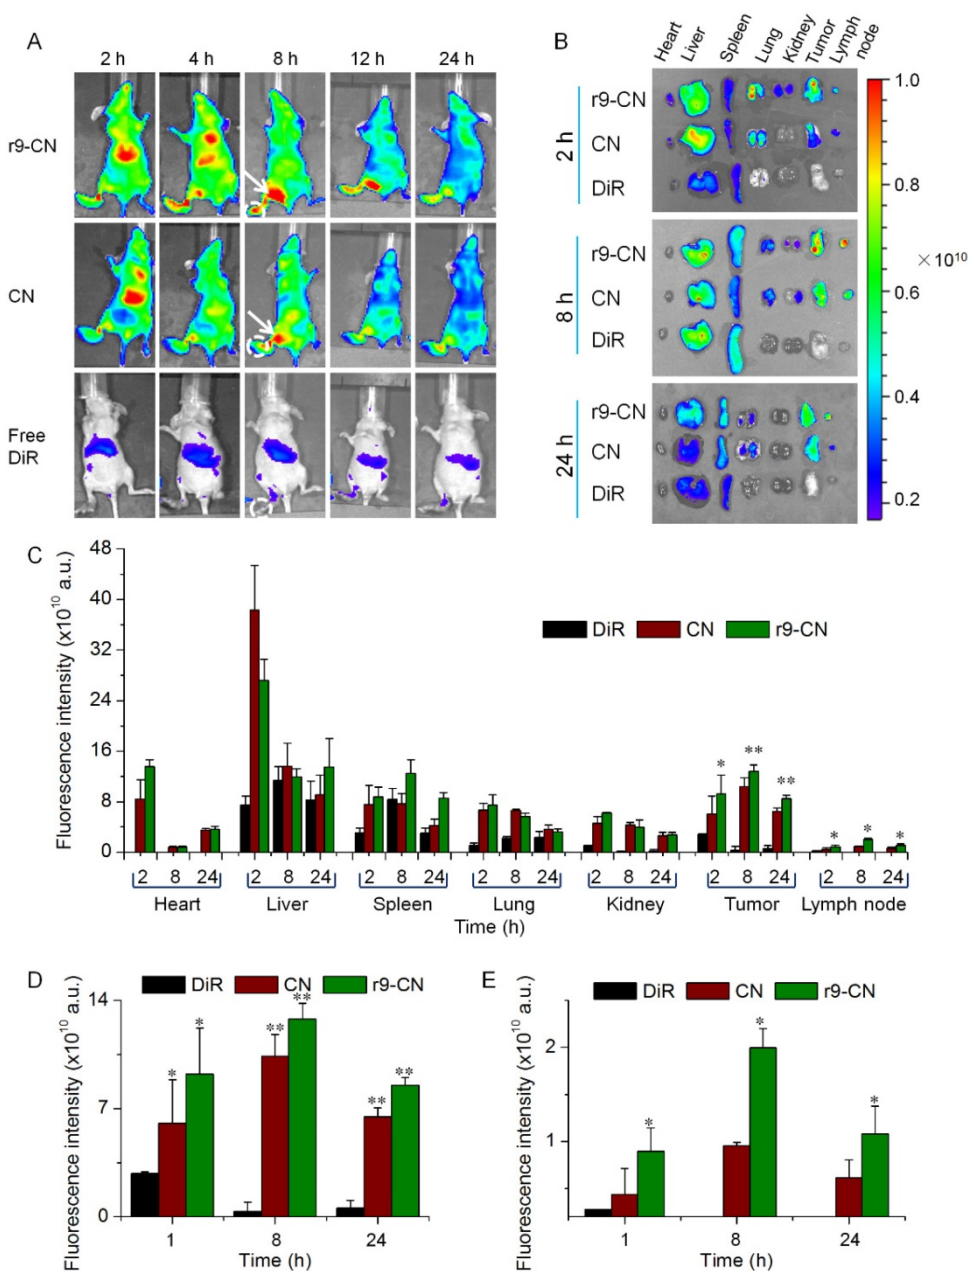 A
2 h 4 h 8 h 12 h 24 h
r9-CN
CN
Free
DiR
B
Heart Liver Spleen Lung Kidney Tumor Lymph node
2 h
r9-CN
CN
DiR
8 h
r9-CN
CN
DiR
24 h
r9-CN
CN
DiR
1.0
0.8
×10¹⁰
0.6
0.4
0.2
C
Fluorescence intensity (x10¹⁰ a.u.)
48
40
32
24
16
8
0
DiR CN r9-CN
* ** ** * * *
2 8 24 2 8 24 2 8 24 2 8 24 2 8 24 2 8 24 2 8 24
Heart Liver Spleen Lung Kidney Tumor Lymph node
Time (h)
D
Fluorescence intensity (x10¹⁰ a.u.)
DiR CN r9-CN
14
7
0
* * ** ** ** **
1 8 24
Time (h)
E
Fluorescence intensity (x10¹⁰ a.u.)
DiR CN r9-CN
2
1
* * *
1 8 24
Time (h)